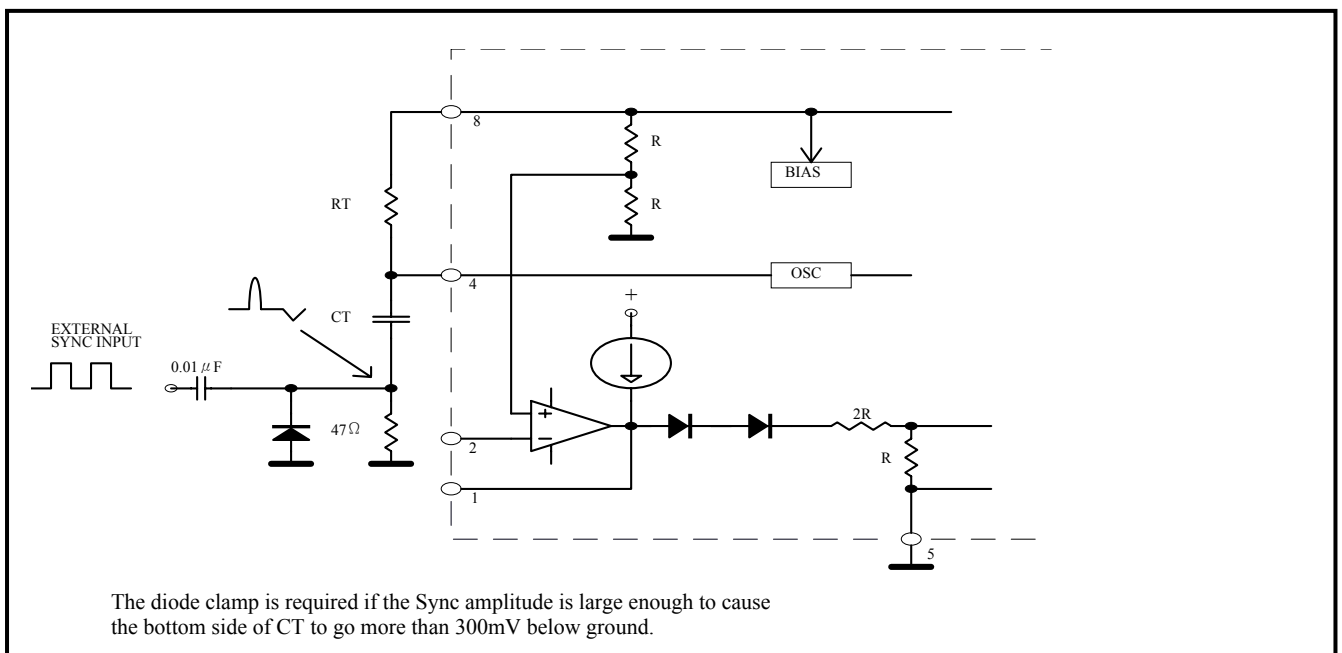 8
R
BIAS
RT
R
4
OSC
+
CT
EXTERNAL
SYNC INPUT
0.01 μF
2R
+
47Ω
−
2
R
1
5
The diode clamp is required if the Sync amplitude is large enough to cause
the bottom side of CT to go more than 300mV below ground.